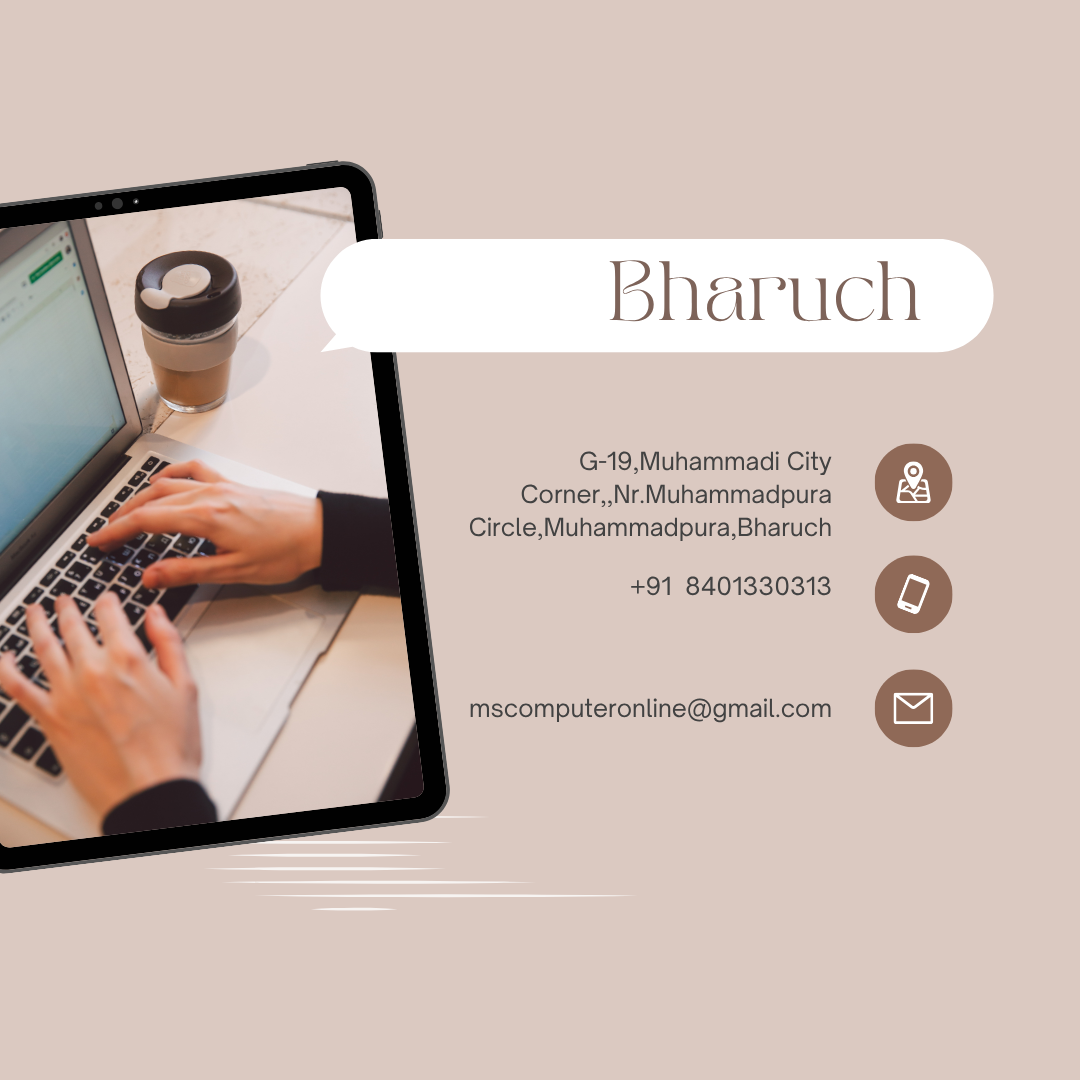 Bharuch
G-19,Muhammadi City
Corner,,Nr.Muhammadpura
Circle,Muhammadpura,Bharuch
+91 8401330313
mscomputeronline@gmail.com